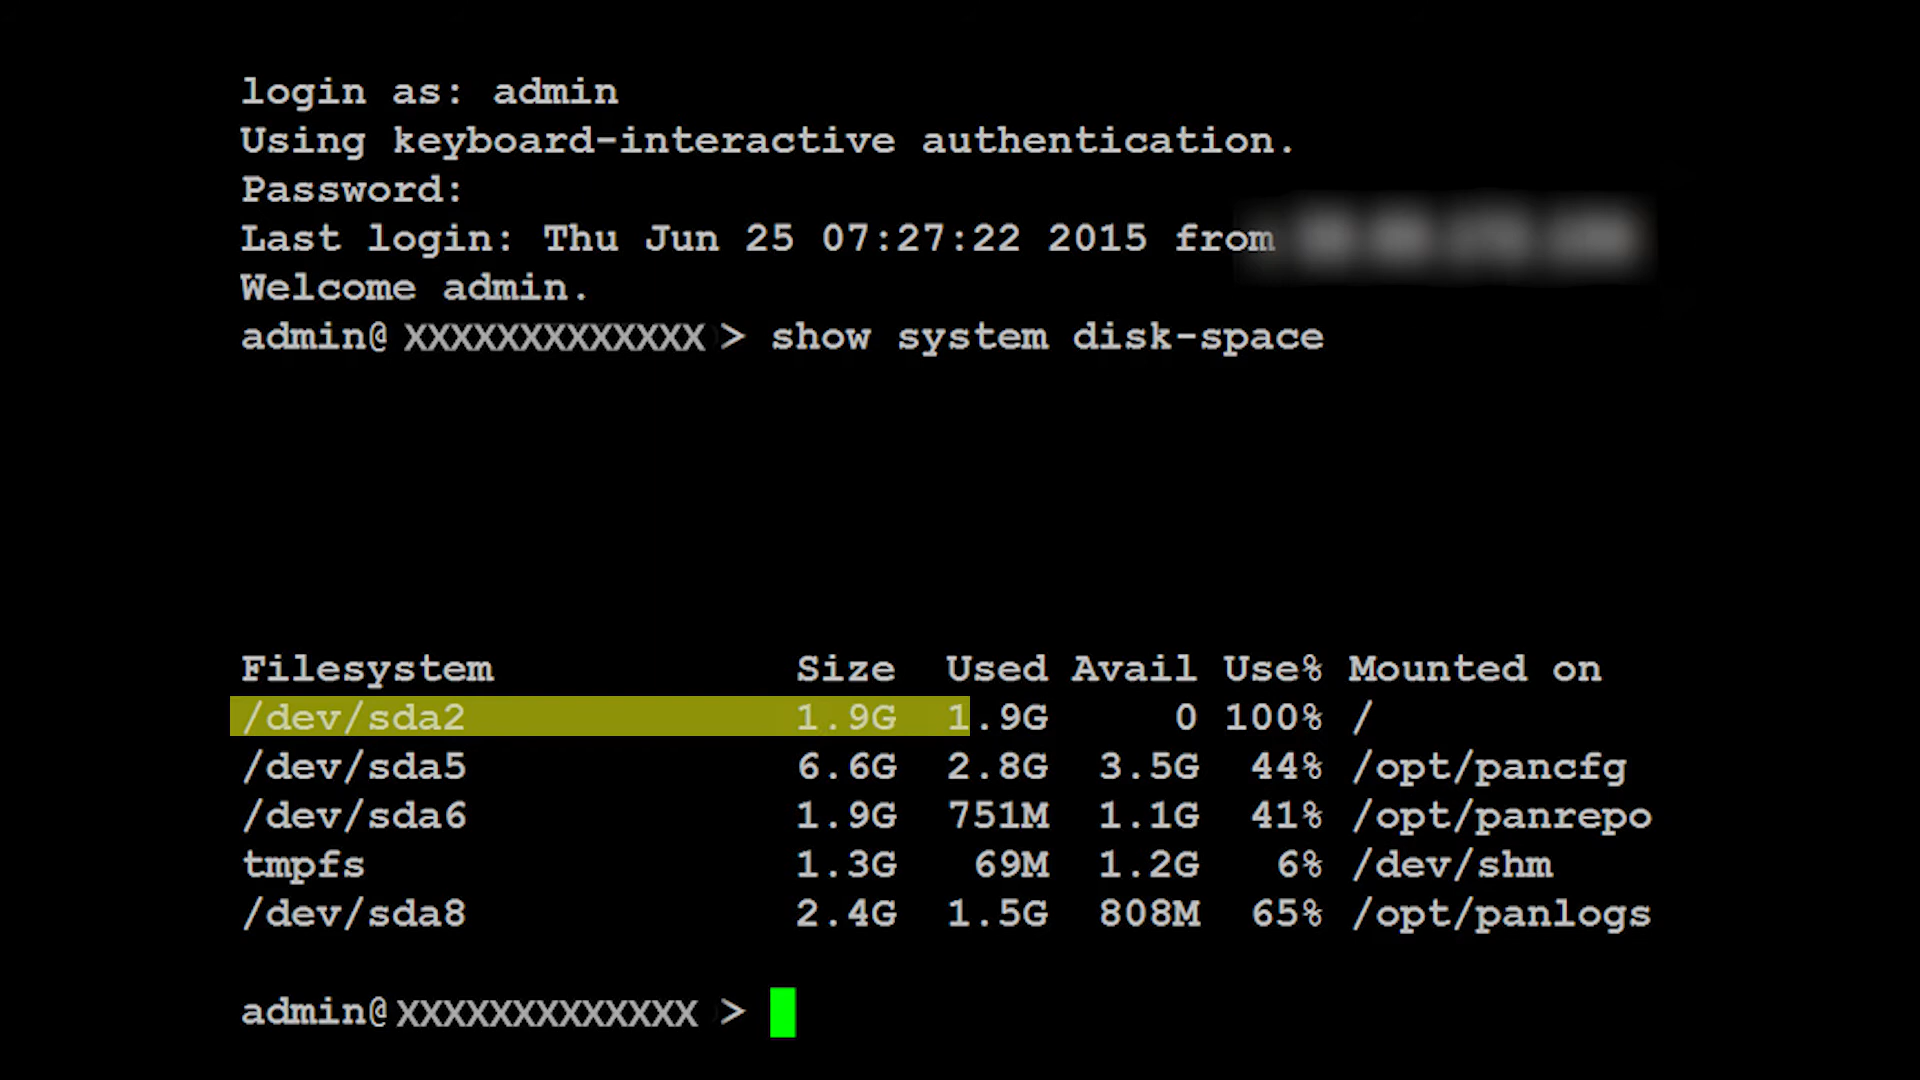 login as: admin
Using keyboard-interactive authentication.
Password:
Last login: Thu Jun 25 07:27:22 2015 from
Welcome admin.
admin@ XXXXXXXXXXXXX > show system disk-space
Filesystem Size Used Avail Use% Mounted on
/dev/sda2 1.9G 1.9G 0 100% /
/dev/sda5 6.6G 2.8G 3.5G 44% /opt/pancfg
/dev/sda6 1.9G 751M 1.1G 41% /opt/panrepo
tmpfs 1.3G 69M 1.2G 6% /dev/shm
/dev/sda8 2.4G 1.5G 808M 65% /opt/panlogs
admin@XXXXXXXXXXXXX >